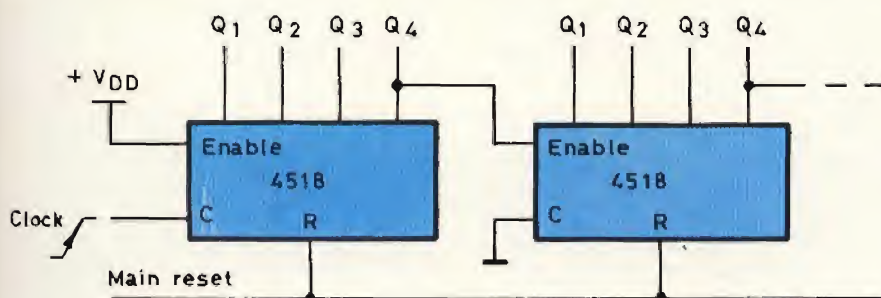 Q1 Q2 Q3 Q4 Q1 Q2 Q3 Q4
+ VDD
Enable Enable
4518 4518
Clock C C
R R
Main reset